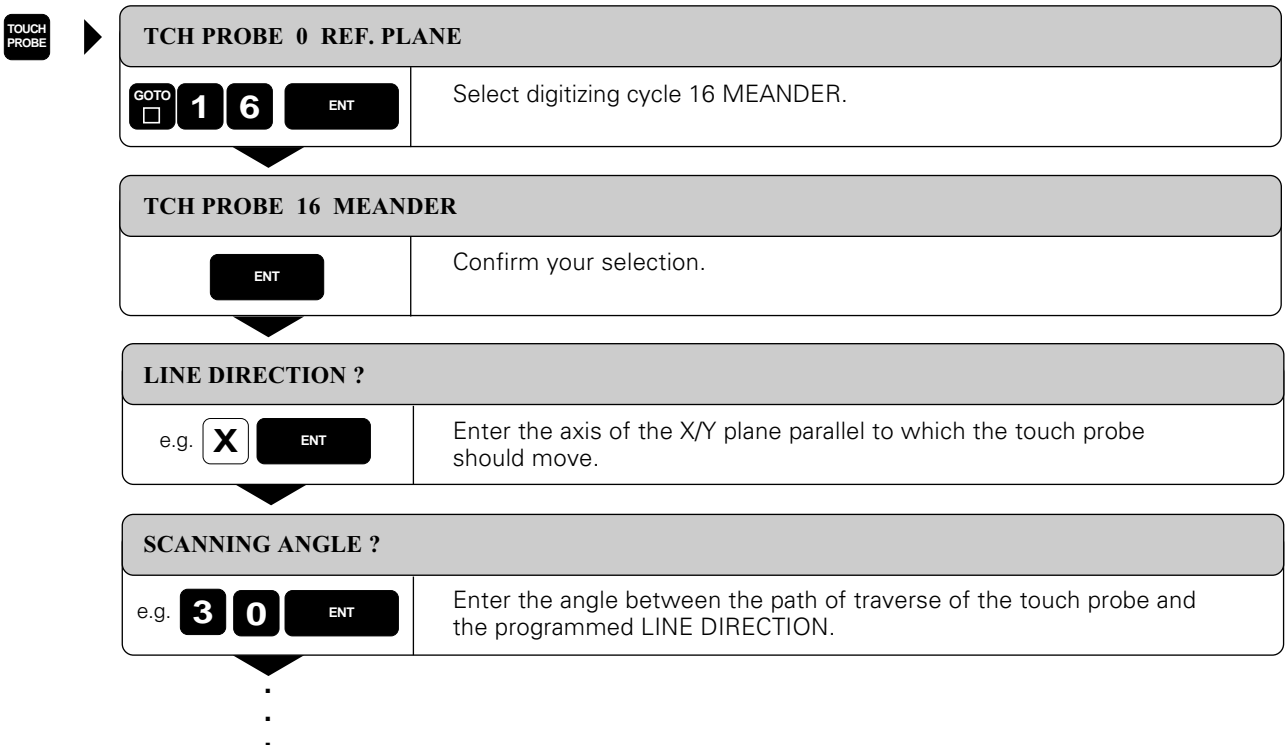 TOUCH
PROBE
TCH PROBE 0 REF. PLANE
GOTO 1 6 ENT
Select digitizing cycle 16 MEANDER.
TCH PROBE 16 MEANDER
ENT
Confirm your selection.
LINE DIRECTION ?
e.g. X ENT
Enter the axis of the X/Y plane parallel to which the touch probe
should move.
SCANNING ANGLE ?
e.g. 3 0 ENT
Enter the angle between the path of traverse of the touch probe and
the programmed LINE DIRECTION.
.
.
.